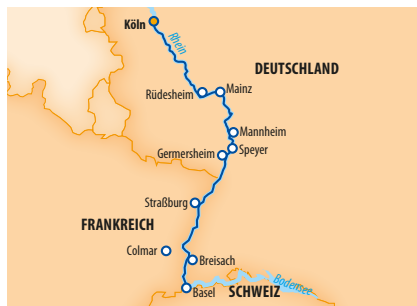 Köln
Rhein
DEUTSCHLAND
Rüdesheim
Mainz
Mannheim
Germersheim
Speyer
Straßburg
FRANKREICH
Colmar
Breisach
Bodensee
Basel
SCHWEIZ